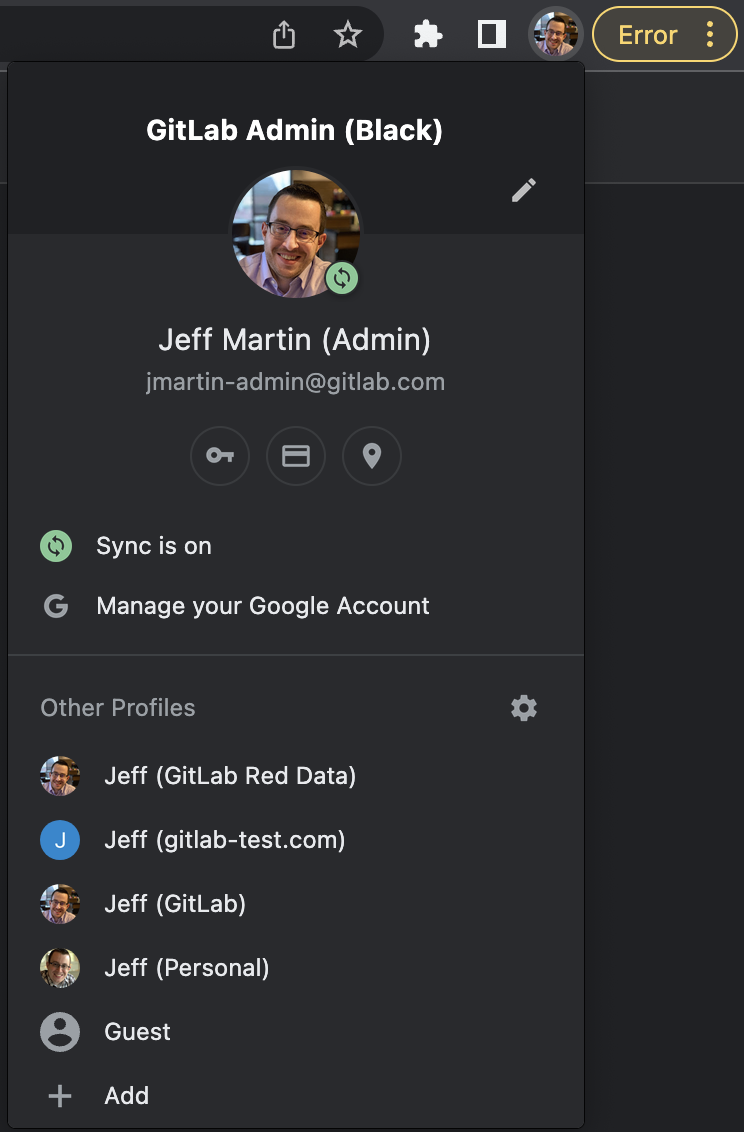 Error
GitLab Admin (Black)
Jeff Martin (Admin)
jmartin-admin@gitlab.com
Sync is on
G Manage your Google Account
Other Profiles
Jeff (GitLab Red Data)
J Jeff (gitlab-test.com)
Jeff (GitLab)
Jeff (Personal)
Guest
Add